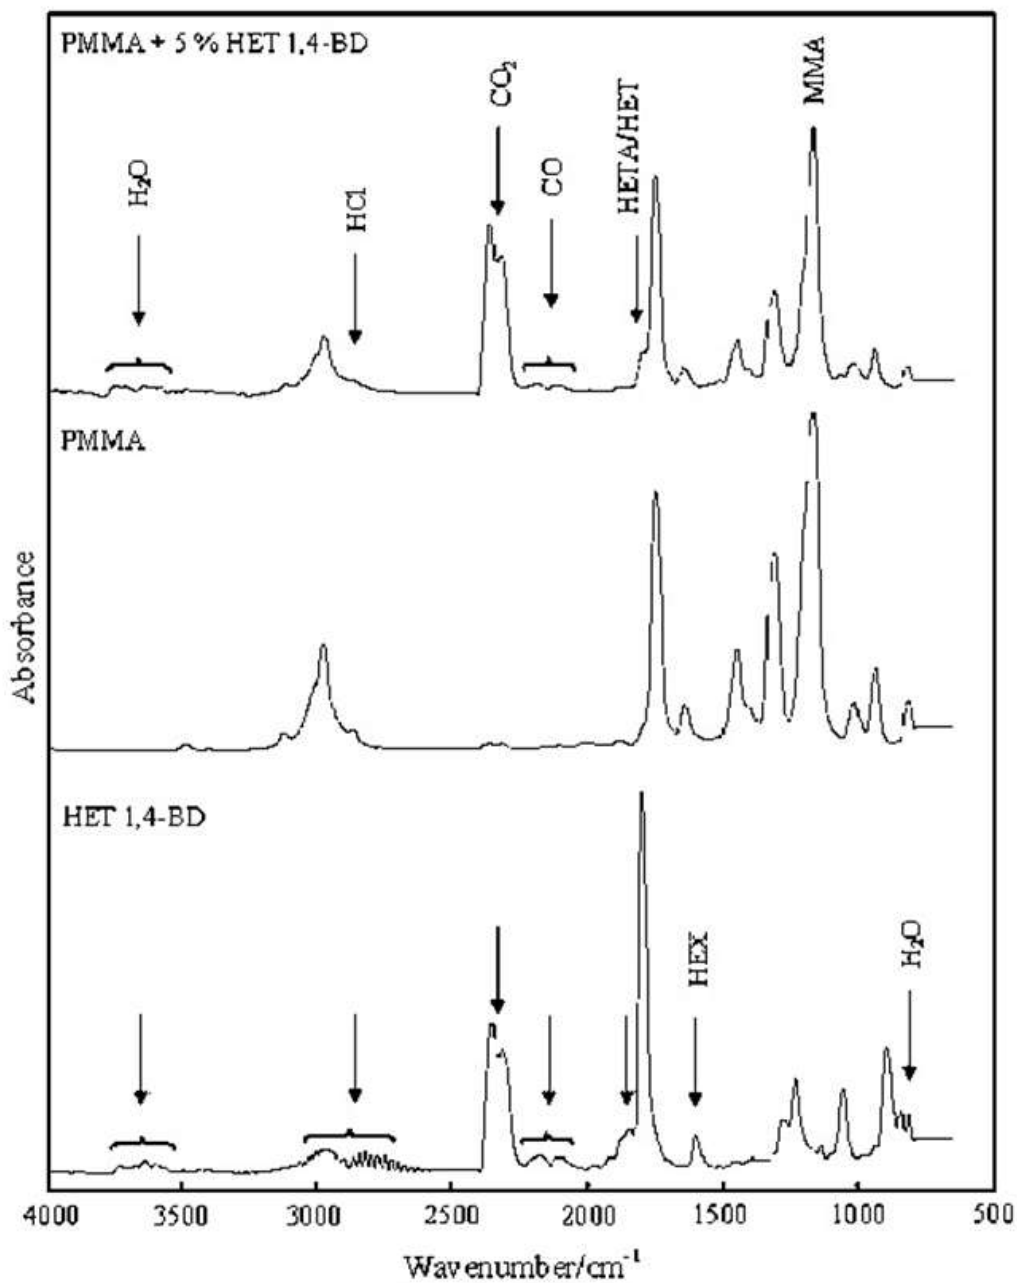 PMMA + 5 % HET 1,4-BD
CO₂
MMA
HETA/HET
H₂O
HCl
CO
PMMA
Absorbance
HET 1,4-BD
HEX
H₂O
4000 3500 3000 2500 2000 1500 1000 500
Wavenumber/cm⁻¹